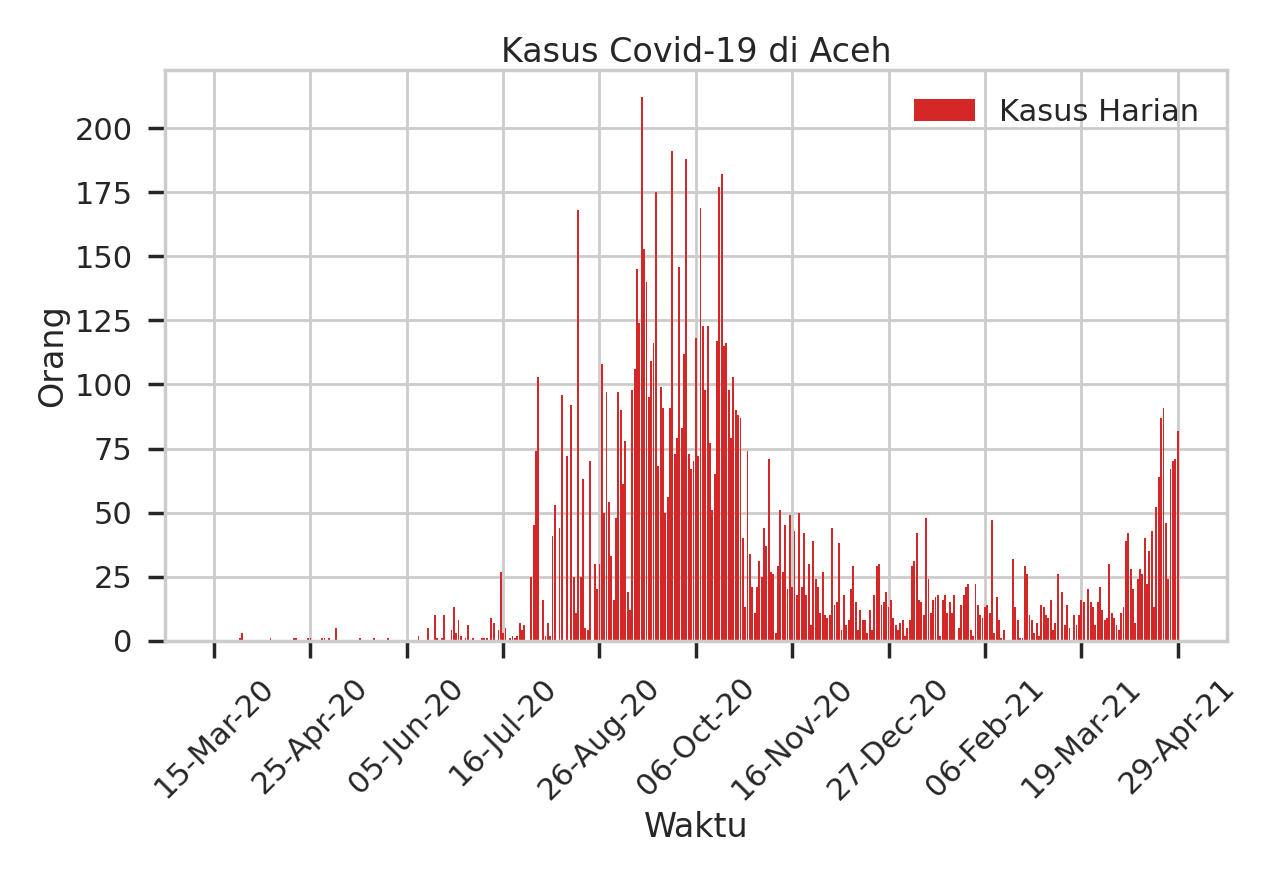 Kasus Covid-19 di Aceh
Kasus Harian
Orang
200
175
150
125
100
75
50
25
0
15-Mar-20
25-Apr-20
05-Jun-20
16-Jul-20
26-Aug-20
06-Oct-20
16-Nov-20
27-Dec-20
06-Feb-21
19-Mar-21
29-Apr-21
Waktu